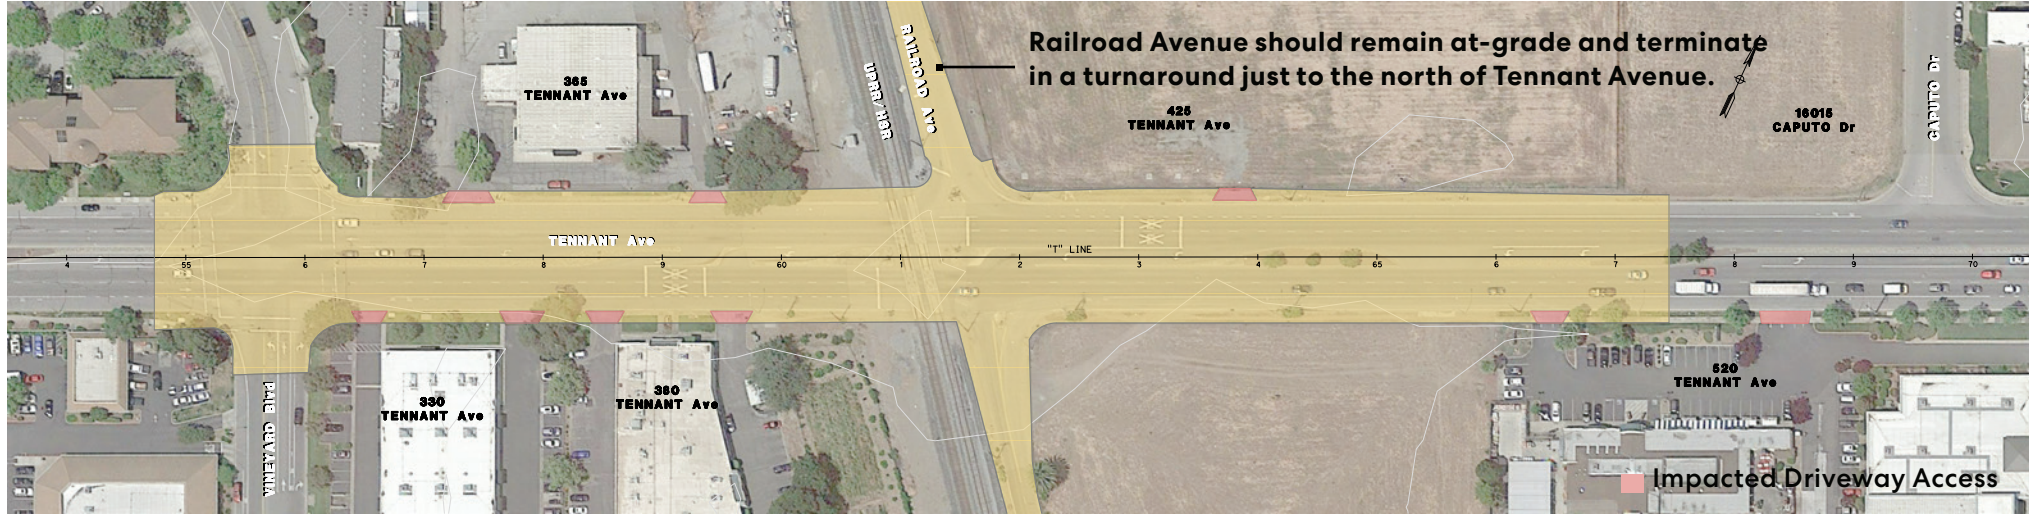 Railroad Avenue should remain at-grade and terminate
in a turnaround just to the north of Tennant Avenue.
RAILROAD Ave
UPRR/HSR
365
TENNANT Ave
425
TENNANT Ave
16015
CAPUTO Dr
CAPUTO Dr
TENNANT Ave
"T" LINE
4 55 6 7 8 9 60 1 2 3 4 65 6 7 8 9 70
VINEYARD Blvd
330
TENNANT Ave
360
TENNANT Ave
520
TENNANT Ave
Impacted Driveway Access